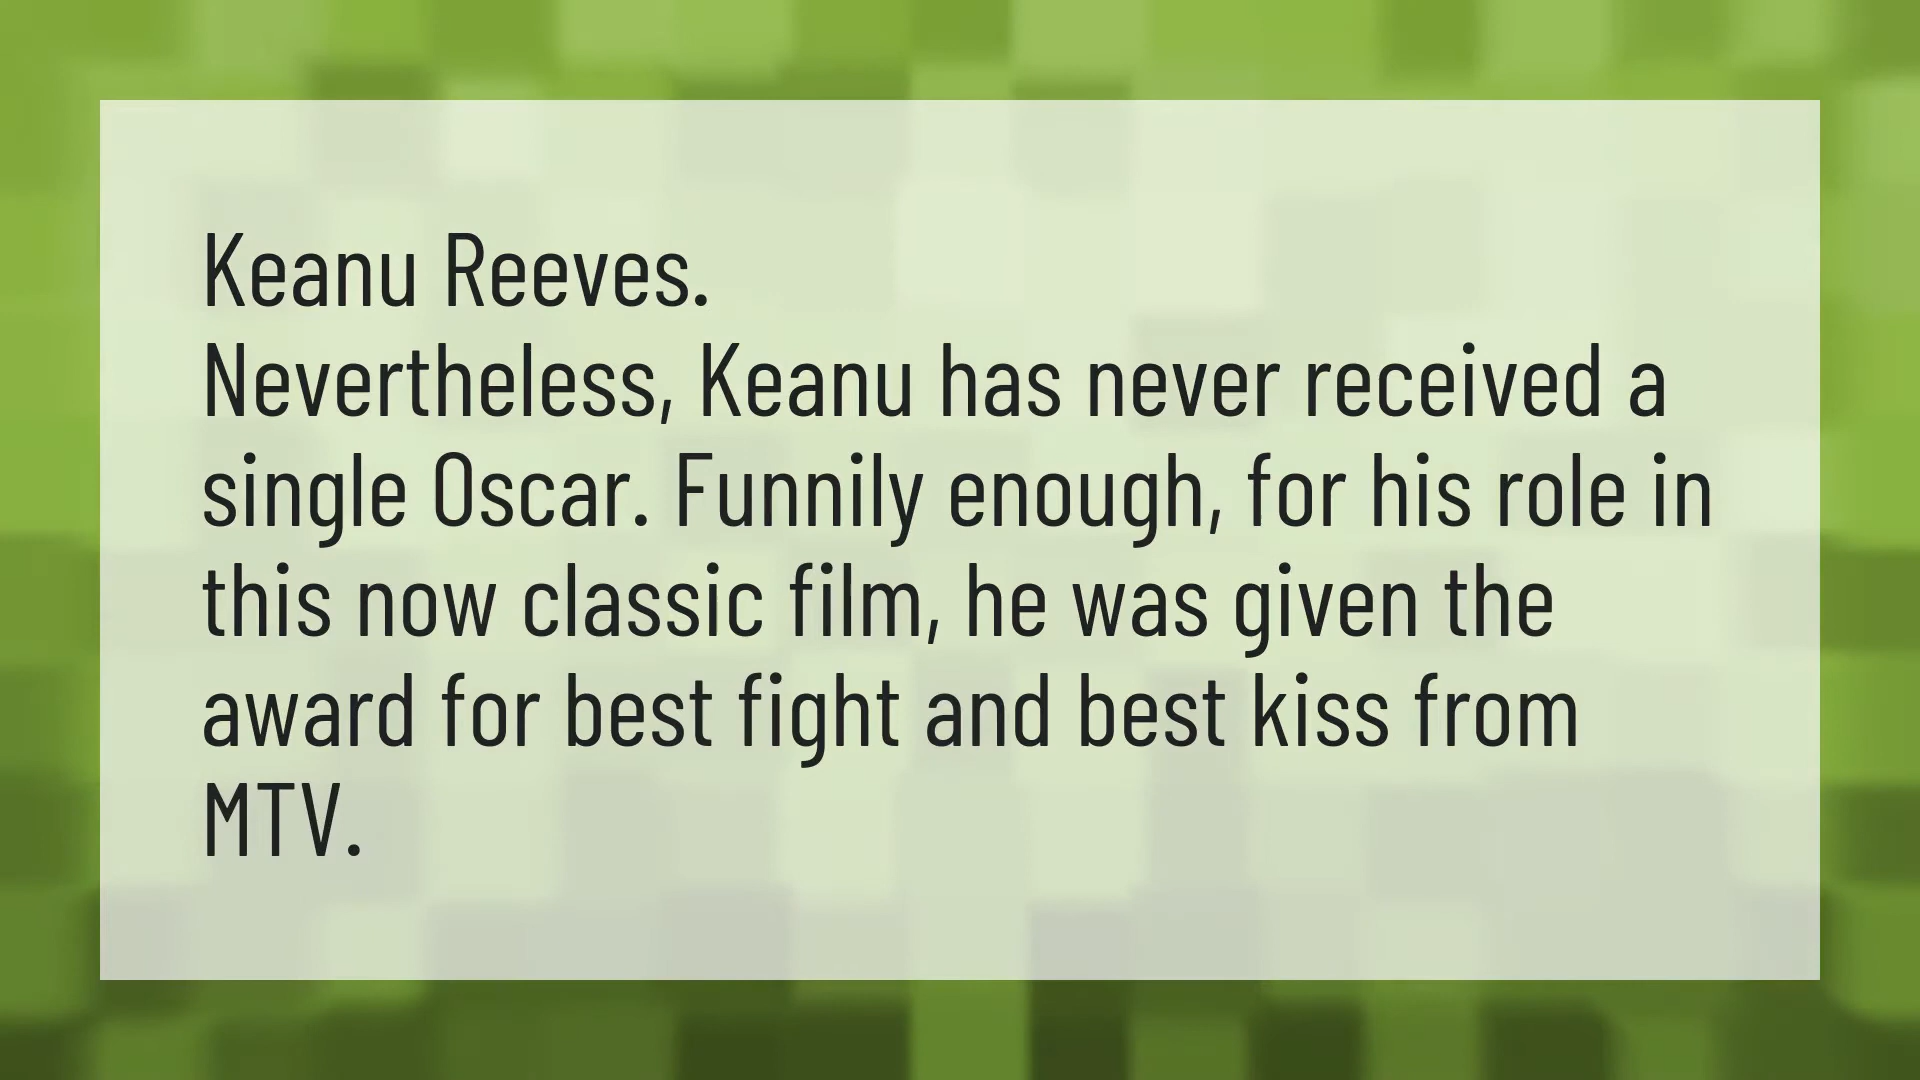 Keanu Reeves.
Nevertheless, Keanu has never received a
single Oscar. Funnily enough, for his role in
this now classic film, he was given the
award for best fight and best kiss from
MTV.